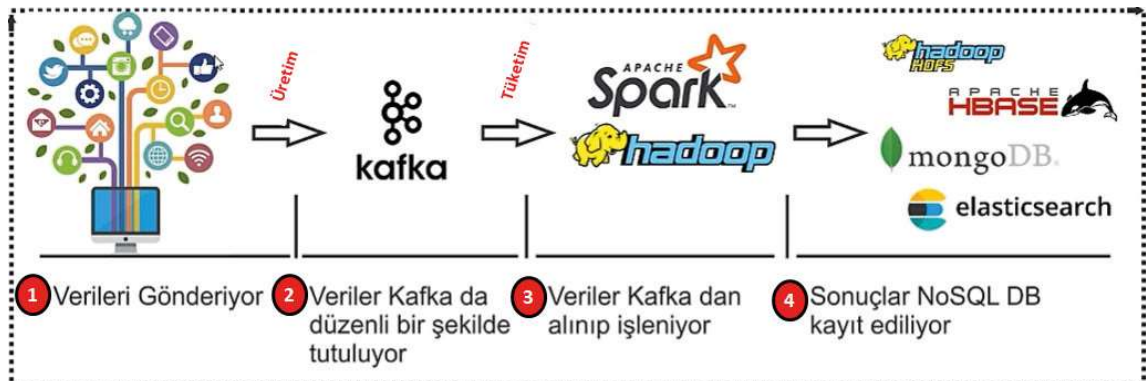 Üretim
kafka
Tüketim
APACHE
Spark™
hadoop
hadoop
HDFS
APACHE
HBASE
mongoDB.
elasticsearch
1 Verileri Gönderiyor
2 Veriler Kafka da
düzenli bir şekilde
tutuluyor
3 Veriler Kafka dan
alınıp işleniyor
4 Sonuçlar NoSQL DB
kayıt ediliyor